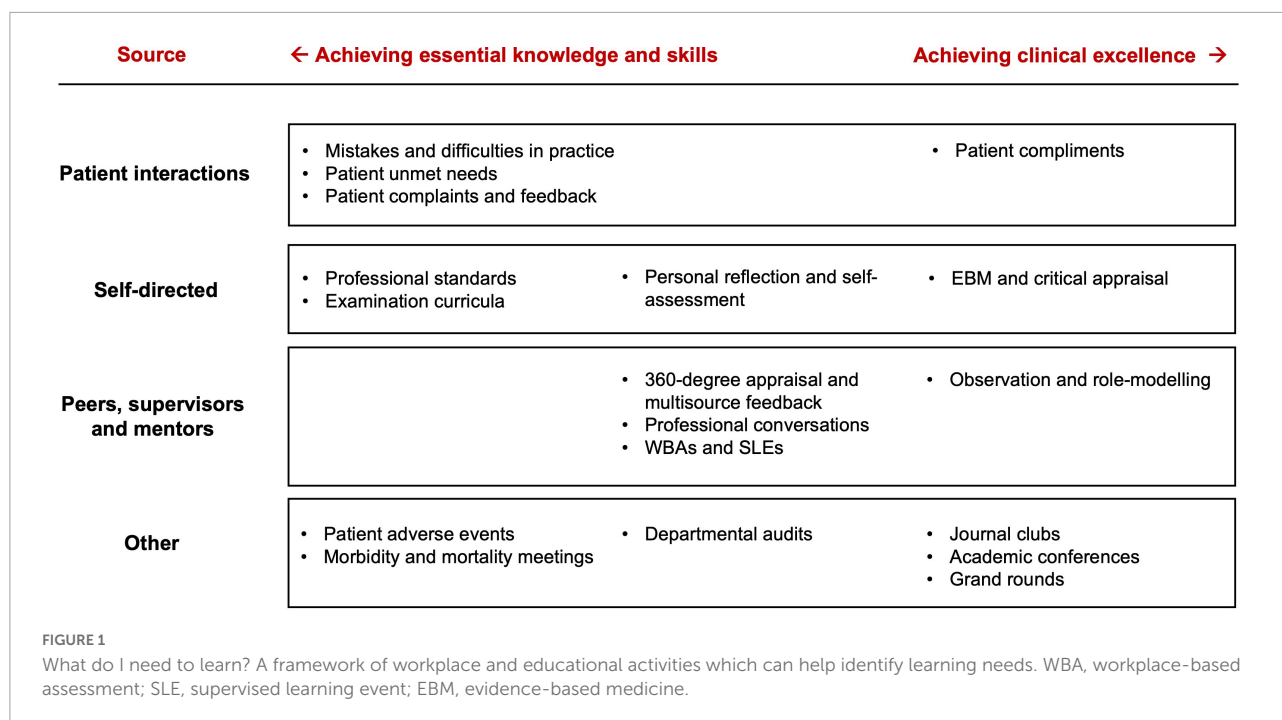 Source ← Achieving essential knowledge and skills Achieving clinical excellence →
Patient interactions
• Mistakes and difficulties in practice
• Patient unmet needs
• Patient complaints and feedback
• Patient compliments
Self-directed
• Professional standards
• Examination curricula
• Personal reflection and self-
assessment
• EBM and critical appraisal
Peers, supervisors
and mentors
• 360-degree appraisal and
multisource feedback
• Professional conversations
• WBAs and SLEs
• Observation and role-modelling
Other
• Patient adverse events
• Morbidity and mortality meetings
• Departmental audits
• Journal clubs
• Academic conferences
• Grand rounds
FIGURE 1
What do I need to learn? A framework of workplace and educational activities which can help identify learning needs. WBA, workplace-based
assessment; SLE, supervised learning event; EBM, evidence-based medicine.